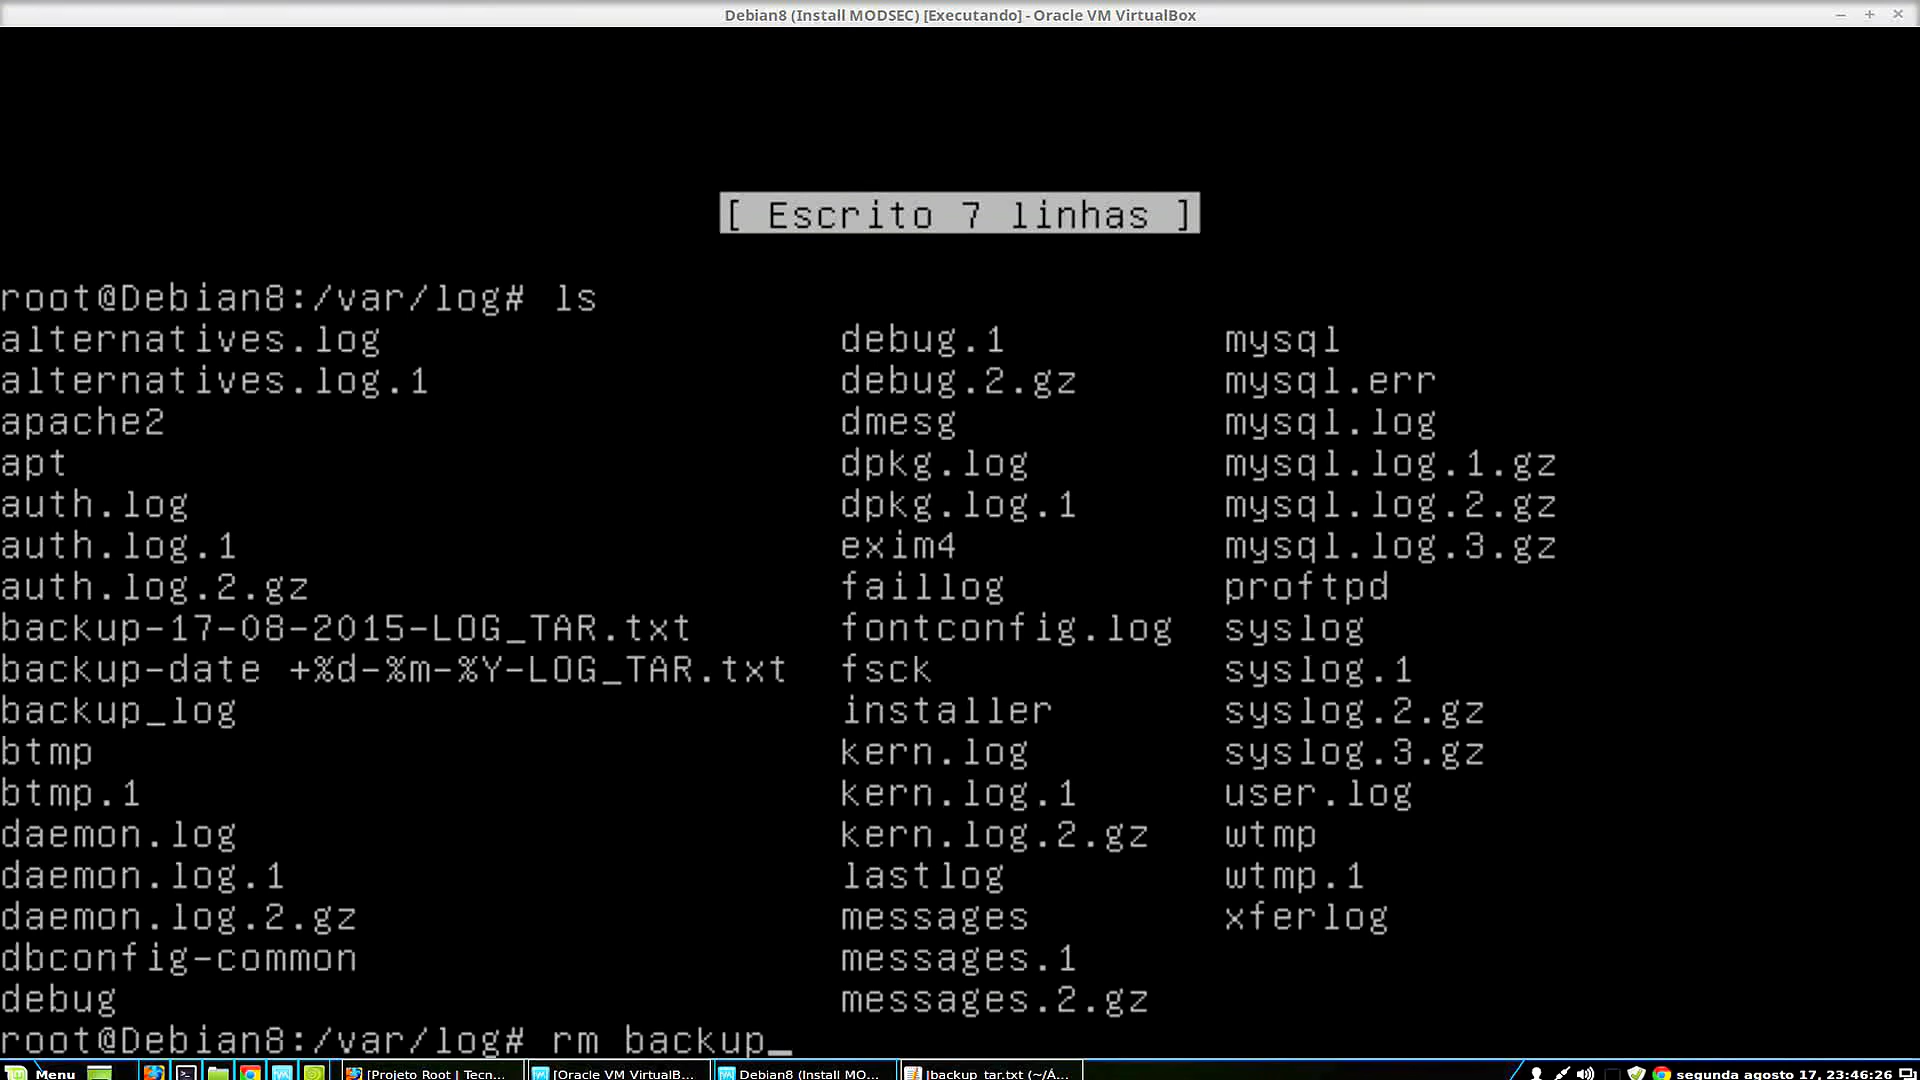 Debian8 (Install MODSEC) [Executando] - Oracle VM VirtualBox
[ Escrito 7 linhas ]
root@Debian8:/var/log# ls
alternatives.log debug.1 mysql
alternatives.log.1 debug.2.gz mysql.err
apache2 dmesg mysql.log
apt dpkg.log mysql.log.1.gz
auth.log dpkg.log.1 mysql.log.2.gz
auth.log.1 exim4 mysql.log.3.gz
auth.log.2.gz faillog proftpd
backup-17-08-2015-LOG_TAR.txt fontconfig.log syslog
backup-date +%d-%m-%Y-LOG_TAR.txt fsck syslog.1
backup_log installer syslog.2.gz
btmp kern.log syslog.3.gz
btmp.1 kern.log.1 user.log
daemon.log kern.log.2.gz wtmp
daemon.log.1 lastlog wtmp.1
daemon.log.2.gz messages xferlog
dbconfig-common messages.1
debug messages.2.gz
root@Debian8:/var/log# rm backup_
Menu [Projeto Root | Tecn... [Oracle VM VirtualB... Debian8 (Install MO... |backup_tar.txt (~/Á... segunda agosto 17, 23:46:26